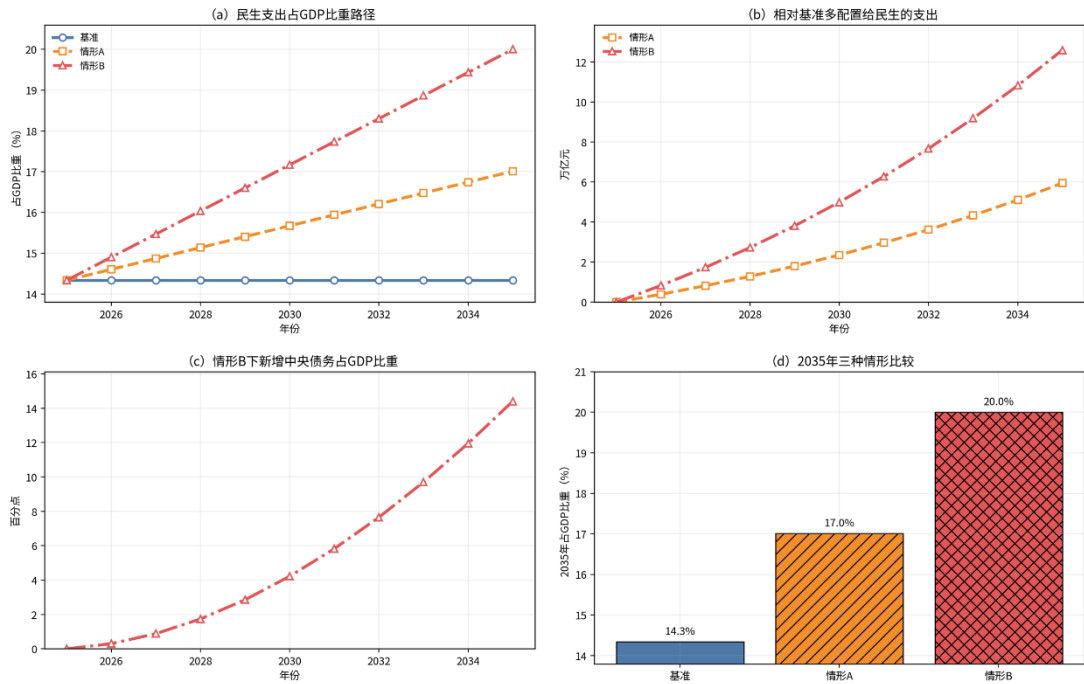 （a）民生支出占GDP比重路径
基准
情形A
情形B
占GDP比重（%）
20
19
18
17
16
15
14
2026
2028
2030
2032
2034
年份
（b）相对基准多配置给民生的支出
情形A
情形B
万亿元
12
10
8
6
4
2
0
2026
2028
2030
2032
2034
年份
（c）情形B下新增中央债务占GDP比重
百分点
16
14
12
10
8
6
4
2
0
2026
2028
2030
2032
2034
年份
（d）2035年三种情形比较
2035年占GDP比重（%）
21
20
19
18
17
16
15
14
14.3%
17.0%
20.0%
基准
情形A
情形B